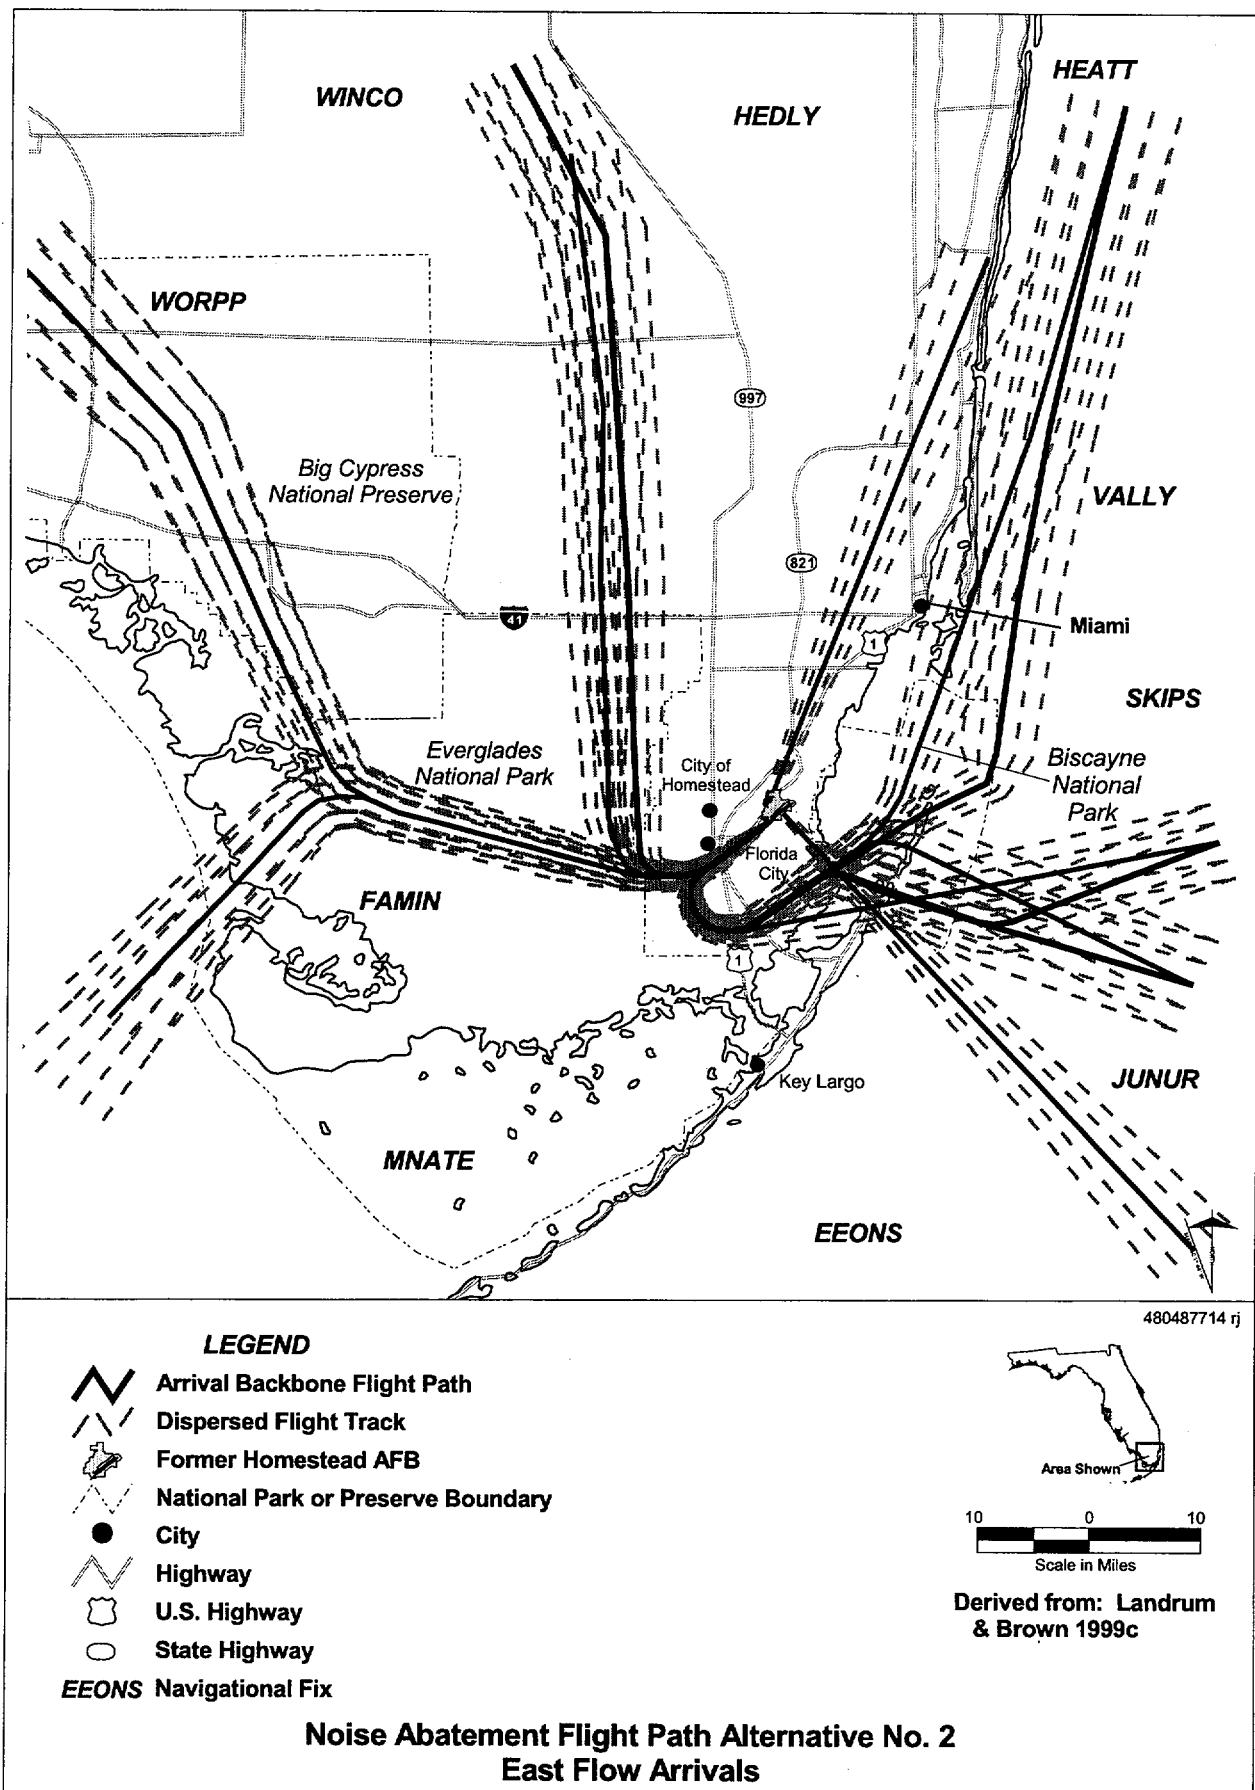 HEATT
WINCO
HEDLY
WORPP
997
Big Cypress
National Preserve
VALLY
821
41
Miami
1
SKIPS
Everglades
National Park
City of
Homestead
Biscayne
National
Park
Florida
City
FAMIN
1
JUNUR
Key Largo
MNATE
EEONS
480487714 rj
LEGEND
Arrival Backbone Flight Path
Dispersed Flight Track
Former Homestead AFB
National Park or Preserve Boundary
City
Highway
U.S. Highway
State Highway
EEONS Navigational Fix
Area Shown
10 0 10
Scale in Miles
Derived from: Landrum
& Brown 1999c
Noise Abatement Flight Path Alternative No. 2
East Flow Arrivals